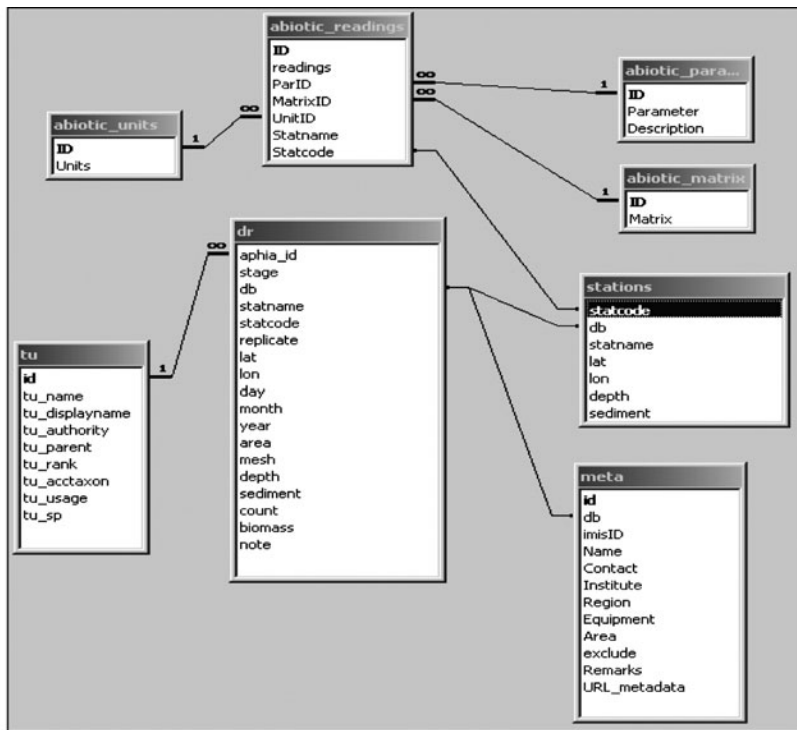 abiotic_readings
ID
readings
ParID
MatrixID
UnitID
Statname
Statcode
∞
∞
∞
1
1
1
abiotic_para...
ID
Parameter
Description
abiotic_units
ID
Units
abiotic_matrix
ID
Matrix
dr
aphia_id
stage
db
statname
statcode
replicate
lat
lon
day
month
year
area
mesh
depth
sediment
count
biomass
note
∞
1
stations
statcode
db
statname
lat
lon
depth
sediment
tu
id
tu_name
tu_displayname
tu_authority
tu_parent
tu_rank
tu_acctaxon
tu_usage
tu_sp
meta
id
db
imisID
Name
Contact
Institute
Region
Equipment
Area
exclude
Remarks
URL_metadata